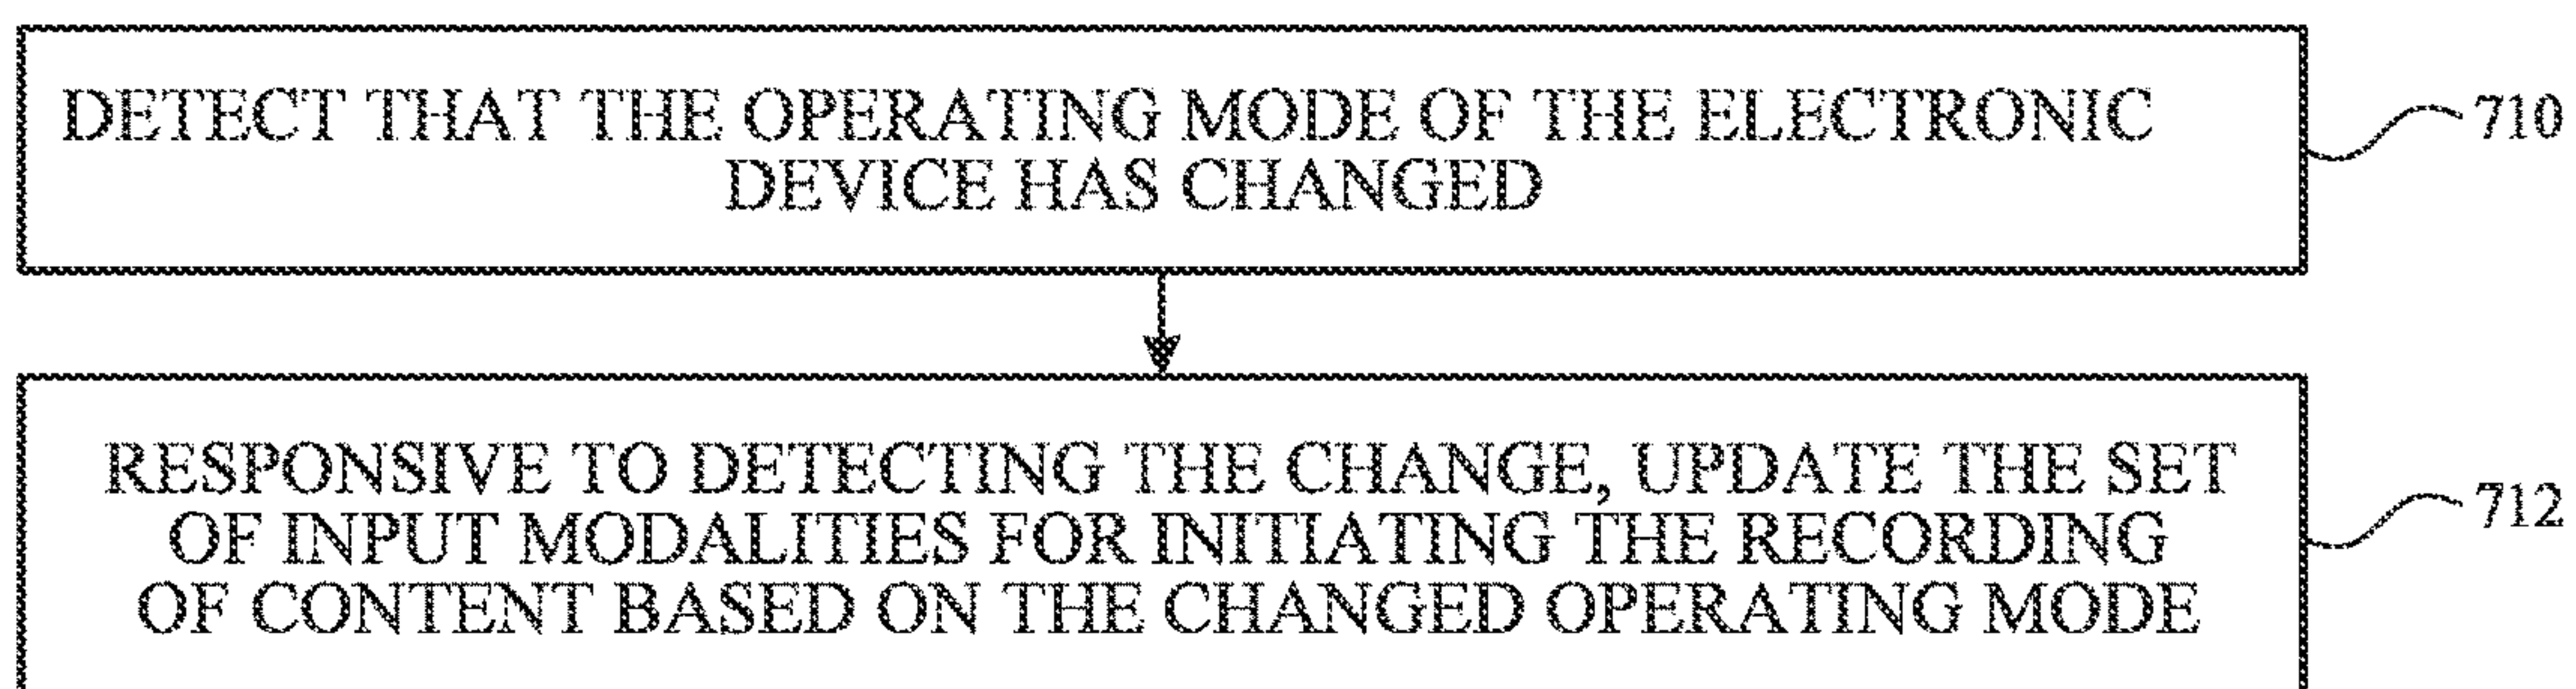 DETECT THAT THE OPERATING MODE OF THE ELECTRONIC
DEVICE HAS CHANGED
710
RESPONSIVE TO DETECTING THE CHANGE, UPDATE THE SET
OF INPUT MODALITIES FOR INITIATING THE RECORDING
OF CONTENT BASED ON THE CHANGED OPERATING MODE
712